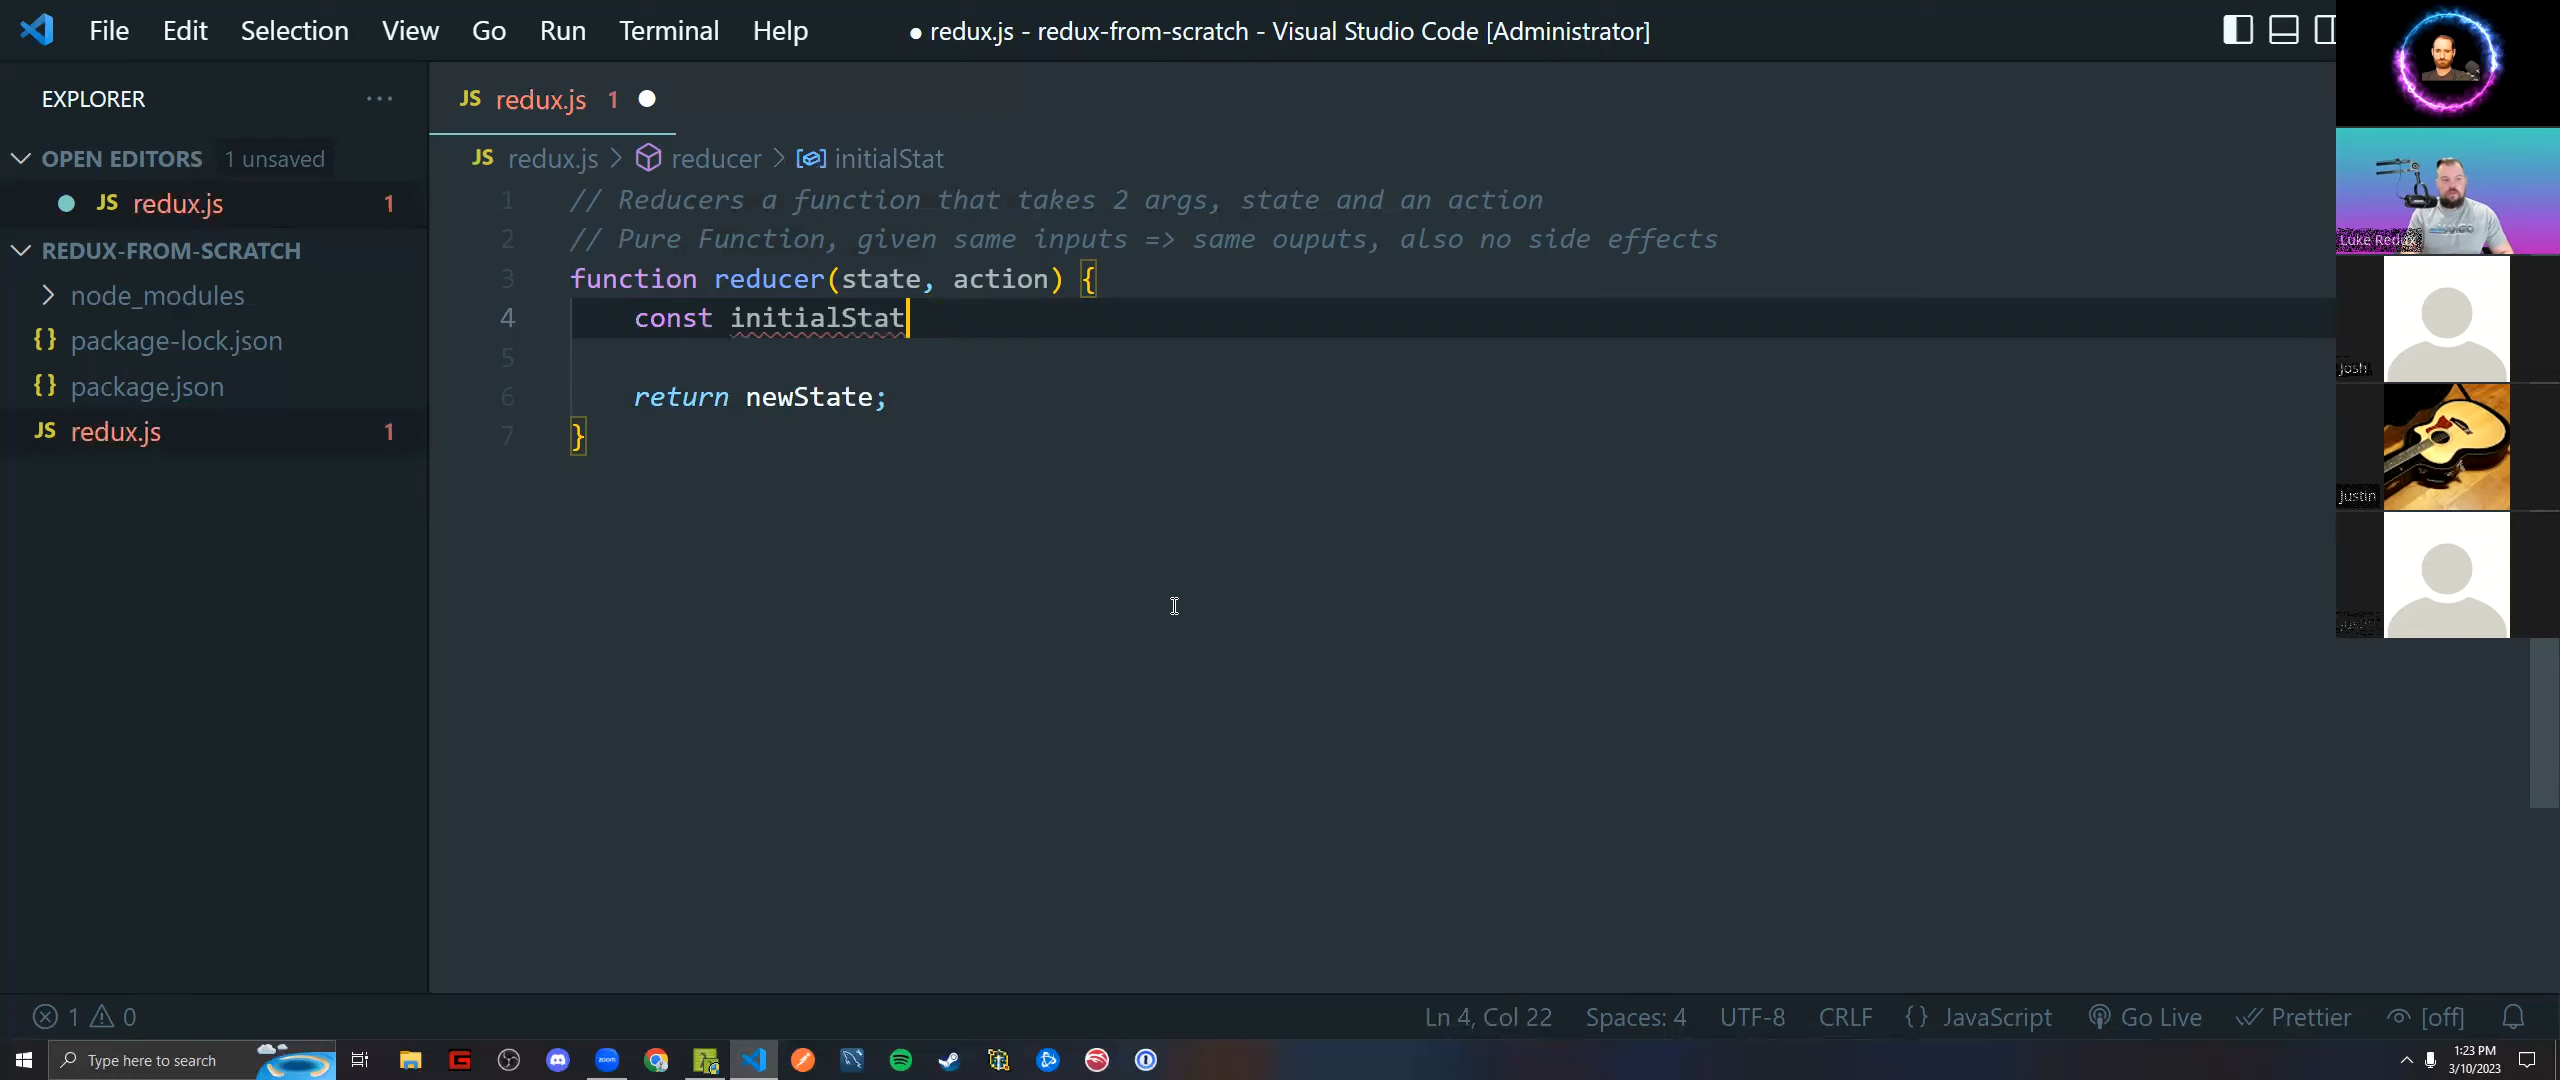 File Edit Selection View Go Run Terminal Help
● redux.js - redux-from-scratch - Visual Studio Code [Administrator]
EXPLORER
OPEN EDITORS 1 unsaved
JS redux.js 1
REDUX-FROM-SCRATCH
node_modules
{} package-lock.json
{} package.json
JS redux.js 1
JS redux.js 1
JS redux.js > reducer > initialStat
1 // Reducers a function that takes 2 args, state and an action
2 // Pure Function, given same inputs => same ouputs, also no side effects
3 function reducer(state, action) {
4 const initialStat
5
6 return newState;
7 }
Luke Redux
Josh
Justin
1 0
Ln 4, Col 22 Spaces: 4 UTF-8 CRLF {} JavaScript Go Live Prettier [off]
Type here to search
zoom
1:23 PM
3/10/2023